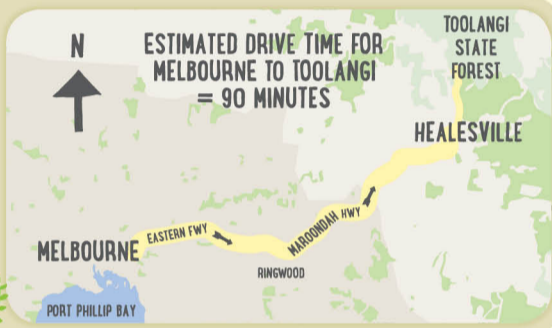 N
ESTIMATED DRIVE TIME FOR
MELBOURNE TO TOOLANGI
= 90 MINUTES
TOOLANGI
STATE
FOREST
HEALESVILLE
MAROONDAH HWY
EASTERN FWY
MELBOURNE
RINGWOOD
PORT PHILLIP BAY